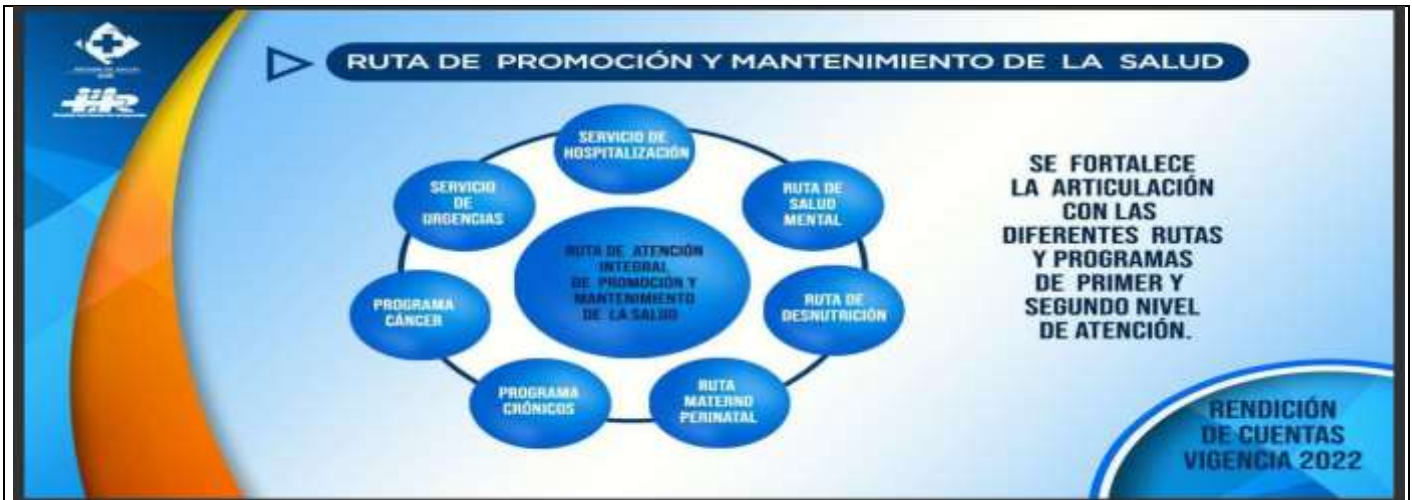 RUTA DE PROMOCIÓN Y MANTENIMIENTO DE LA SALUD
SERVICIO DE
HOSPITALIZACIÓN
SERVICIO
DE
URGENCIAS
RUTA DE
SALUD
MENTAL
RUTA DE ATENCIÓN
INTEGRAL
DE PROMOCIÓN Y
MANTENIMIENTO
DE LA SALUD
PROGRAMA
CÁNCER
RUTA DE
DESNUTRICIÓN
PROGRAMA
CRÓNICOS
RUTA
MATERNO
PERINATAL
SE FORTALECE
LA ARTICULACIÓN
CON LAS
DIFERENTES RUTAS
Y PROGRAMAS
DE PRIMER Y
SEGUNDO NIVEL
DE ATENCIÓN.
RENDICIÓN
DE CUENTAS
VIGENCIA 2022